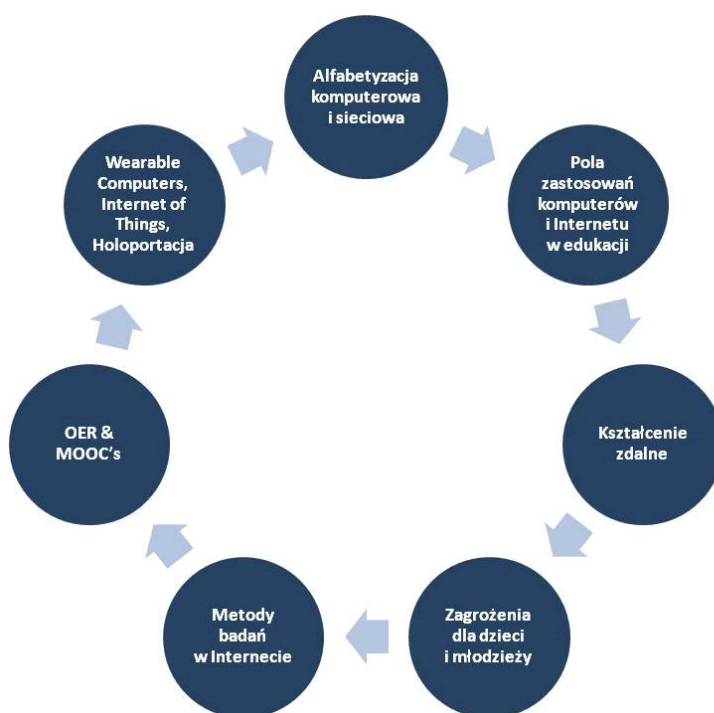 Alfabetyzacja
komputerowa
i sieciowa
Pola
zastosowań
komputerów
i Internetu
w edukacji
Kształcenie
zdalne
Zagrożenia
dla dzieci
i młodzieży
Metody
badań
w Internecie
OER &
MOOC's
Wearable
Computers,
Internet of
Things,
Holoportacja